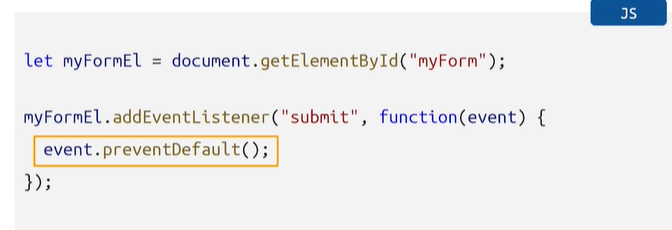 JS
let myFormEl = document.getElementById("myForm");
myFormEl.addEventListener("submit", function(event) {
  event.preventDefault();
});